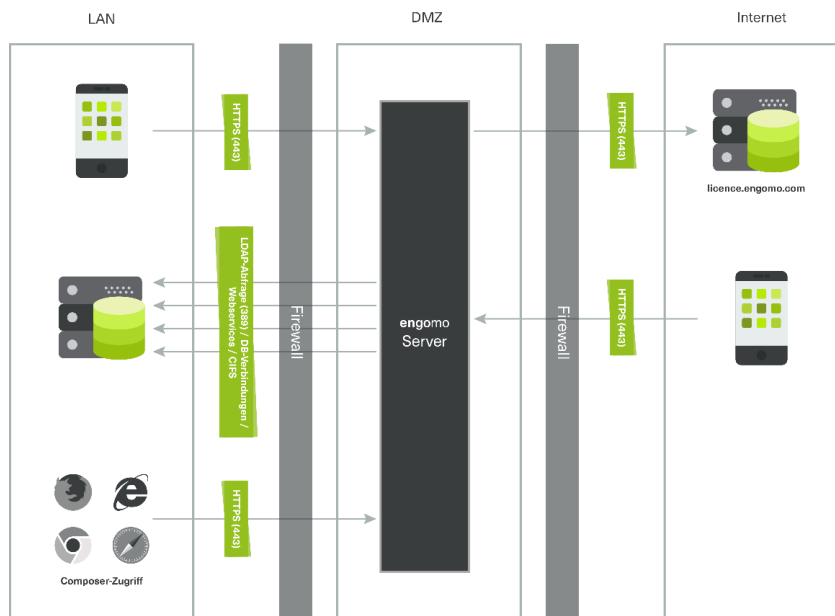 LAN
DMZ
Internet
HTTPS (443)
HTTPS (443)
licence.engomo.com
LDAP-Abfrage (389) / DB-Verbindungen /
Webservices / CIFS
Firewall
engomo
Server
Firewall
HTTPS (443)
HTTPS (443)
Composer-Zugriff